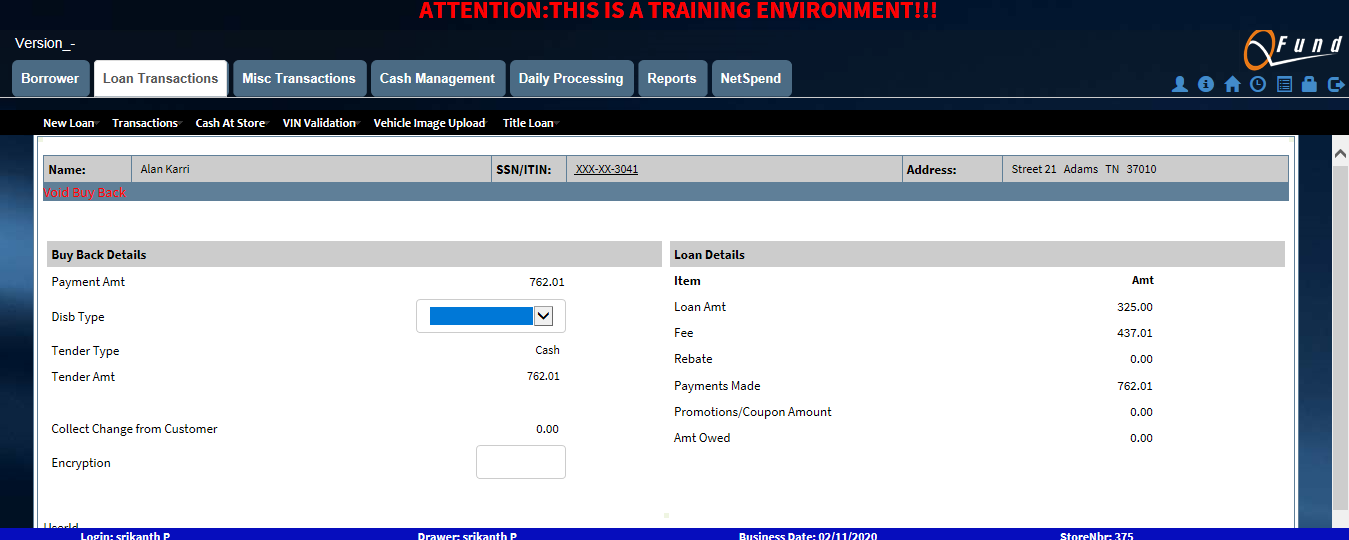 ATTENTION:THIS IS A TRAINING ENVIRONMENT!!!
Version_-
QFund
Borrower Loan Transactions Misc Transactions Cash Management Daily Processing Reports NetSpend
New Loan Transactions Cash At Store VIN Validation Vehicle Image Upload Title Loan
Name: Alan Karri SSN/ITIN: XXX-XX-3041 Address: Street 21 Adams TN 37010
Void Buy Back
Buy Back Details Loan Details
Payment Amt 762.01 Item Amt
Loan Amt 325.00
Disb Type Fee 437.01
Tender Type Cash Rebate 0.00
Tender Amt 762.01 Payments Made 762.01
Promotions/Coupon Amount 0.00
Collect Change from Customer 0.00 Amt Owed 0.00
Encryption
UserId
Login: srikanth P Drawer: srikanth P Business Date: 02/11/2020 StoreNbr: 375